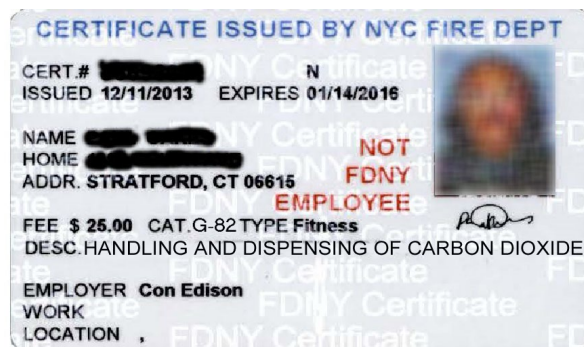 CERTIFICATE ISSUED BY NYC FIRE DEPT
CERT.# N
ISSUED 12/11/2013 EXPIRES 01/14/2016
NAME
HOME
ADDR. STRATFORD, CT 06615
NOT
FDNY
EMPLOYEE
FEE $ 25.00 CAT.G-82 TYPE Fitness
DESC.HANDLING AND DISPENSING OF CARBON DIOXIDE
EMPLOYER Con Edison
WORK
LOCATION ,
FDNY Certificate